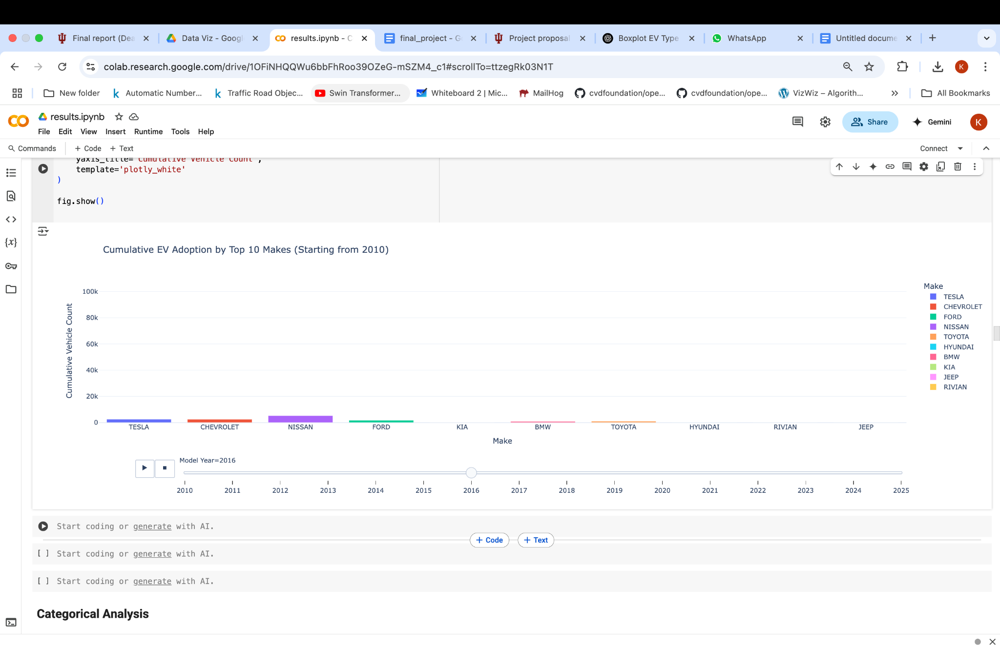 Final report (Dea
Data Viz - Googl
results.ipynb - C
final_project - G
Project proposal
Boxplot EV Type
WhatsApp
Untitled docume
colab.research.google.com/drive/1OFiNHQQWu6bbFhRoo39OZeG-mSZM4_c1#scrollTo=ttzegRk03N1T
K
New folder
Automatic Number...
Traffic Road Objec...
Swin Transformer...
Whiteboard 2 | Mic...
MailHog
cvdfoundation/ope...
cvdfoundation/ope...
VizWiz – Algorith...
All Bookmarks
results.ipynb
File Edit View Insert Runtime Tools Help
Share
Gemini
K
Commands
+ Code + Text
Connect
yaxis_title='Cumulative Vehicle Count',
template='plotly_white'
)
fig.show()
{x}
Cumulative EV Adoption by Top 10 Makes (Starting from 2010)
Cumulative Vehicle Count
100k
80k
60k
40k
20k
0
TESLA CHEVROLET NISSAN FORD KIA BMW TOYOTA HYUNDAI RIVIAN JEEP
Make
Make
TESLA
CHEVROLET
FORD
NISSAN
TOYOTA
HYUNDAI
BMW
KIA
JEEP
RIVIAN
Model Year=2016
2010 2011 2012 2013 2014 2015 2016 2017 2018 2019 2020 2021 2022 2023 2024 2025
Start coding or generate with AI.
+ Code + Text
[ ] Start coding or generate with AI.
[ ] Start coding or generate with AI.
Categorical Analysis